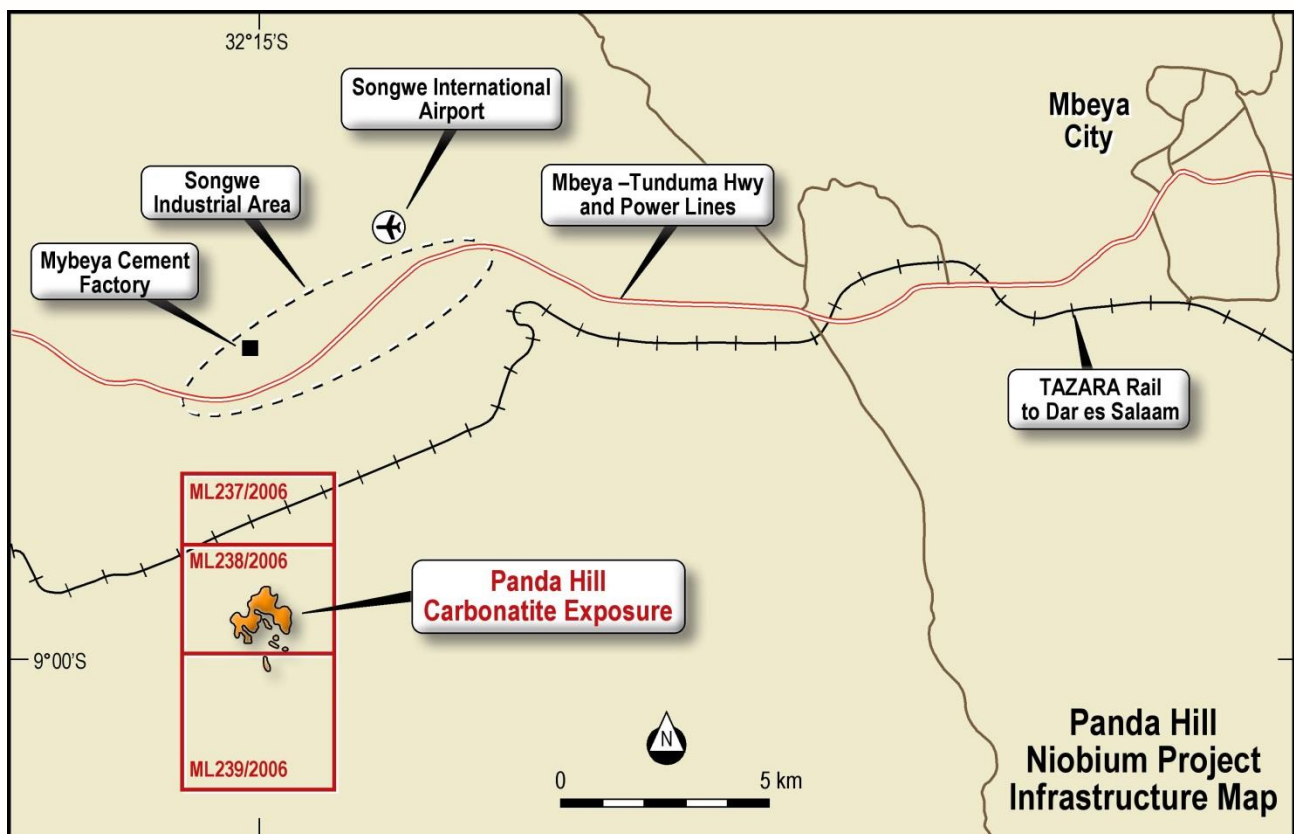 32°15'S
Songwe International
Airport
Mbeya
City
Songwe
Industrial Area
Mbeya –Tunduma Hwy
and Power Lines
Mybeya Cement
Factory
TAZARA Rail
to Dar es Salaam
ML237/2006
ML238/2006
Panda Hill
Carbonatite Exposure
9°00'S
ML239/2006
N
0
5 km
Panda Hill
Niobium Project
Infrastructure Map